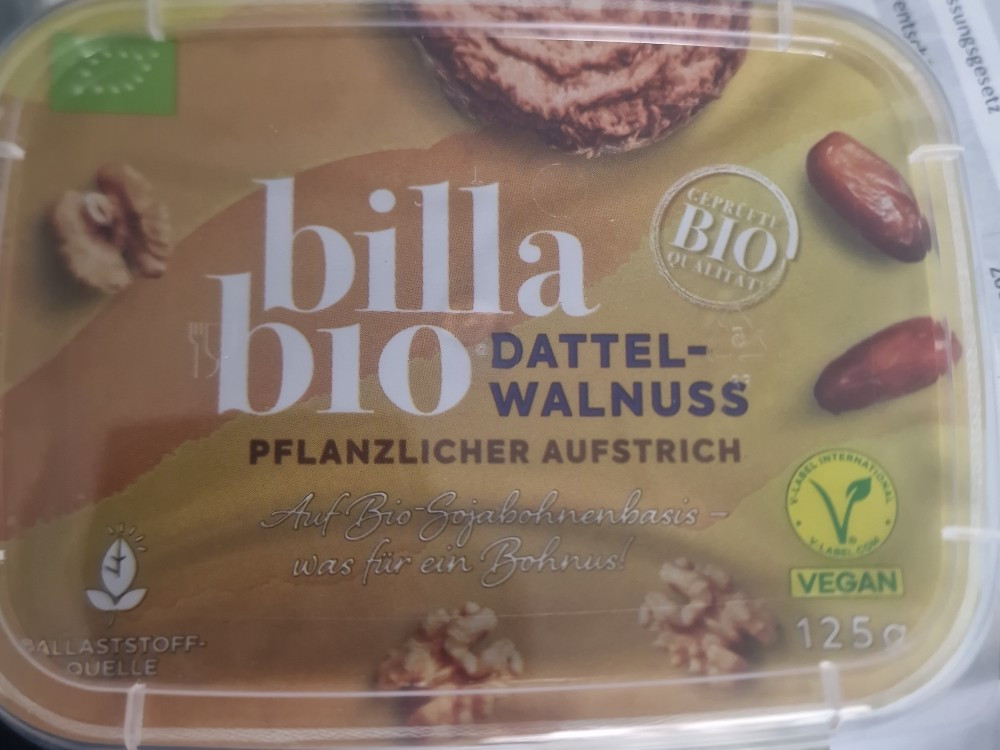 billa
bio
DATTEL-
WALNUSS
PFLANZLICHER AUFSTRICH
Auf Bio-Sojabohnenbasis –
was für ein Bohnus!
GEPRÜFTE
BIO
QUALITÄT
V-LABEL INTERNATIONAL
V-LABEL.COM
VEGAN
125g
BALLASTSTOFF-
QUELLE
ssungsgesetz